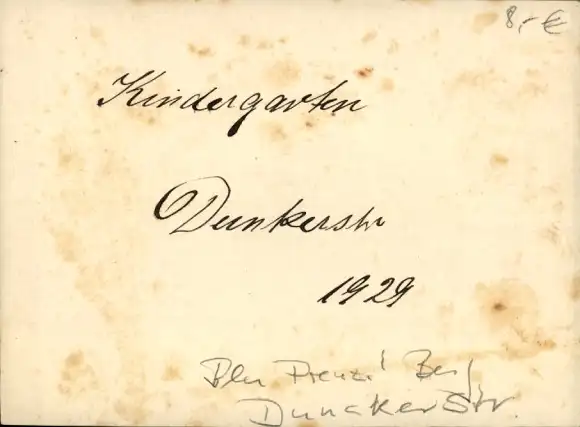 8,- €
Kindergarten
Dunkerstr
1929
Bln Prenzl Berg
Duncker Str.